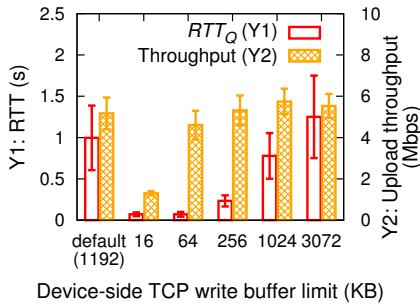 RTT_Q (Y1)
Throughput (Y2)
Y1: RTT (s)
2.5
2
1.5
1
0.5
0
10
8
6
4
2
0
Y2: Upload throughput
(Mbps)
default 16 64 256 1024 3072
(1192)
Device-side TCP write buffer limit (KB)